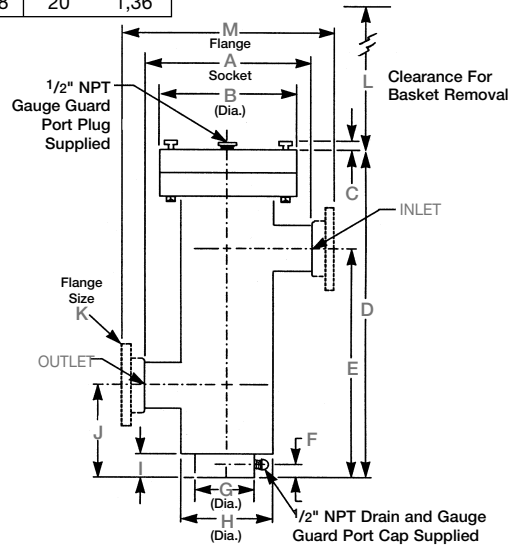 8 20 1,36
M
Flange
A
Socket
B
(Dia.)
1/2" NPT
Gauge Guard
Port Plug
Supplied
L
Clearance For
Basket Removal
C
INLET
D
E
Flange
Size
K
OUTLET
J
I
F
G
(Dia.)
H
(Dia.)
1/2" NPT Drain and Gauge
Guard Port Cap Supplied